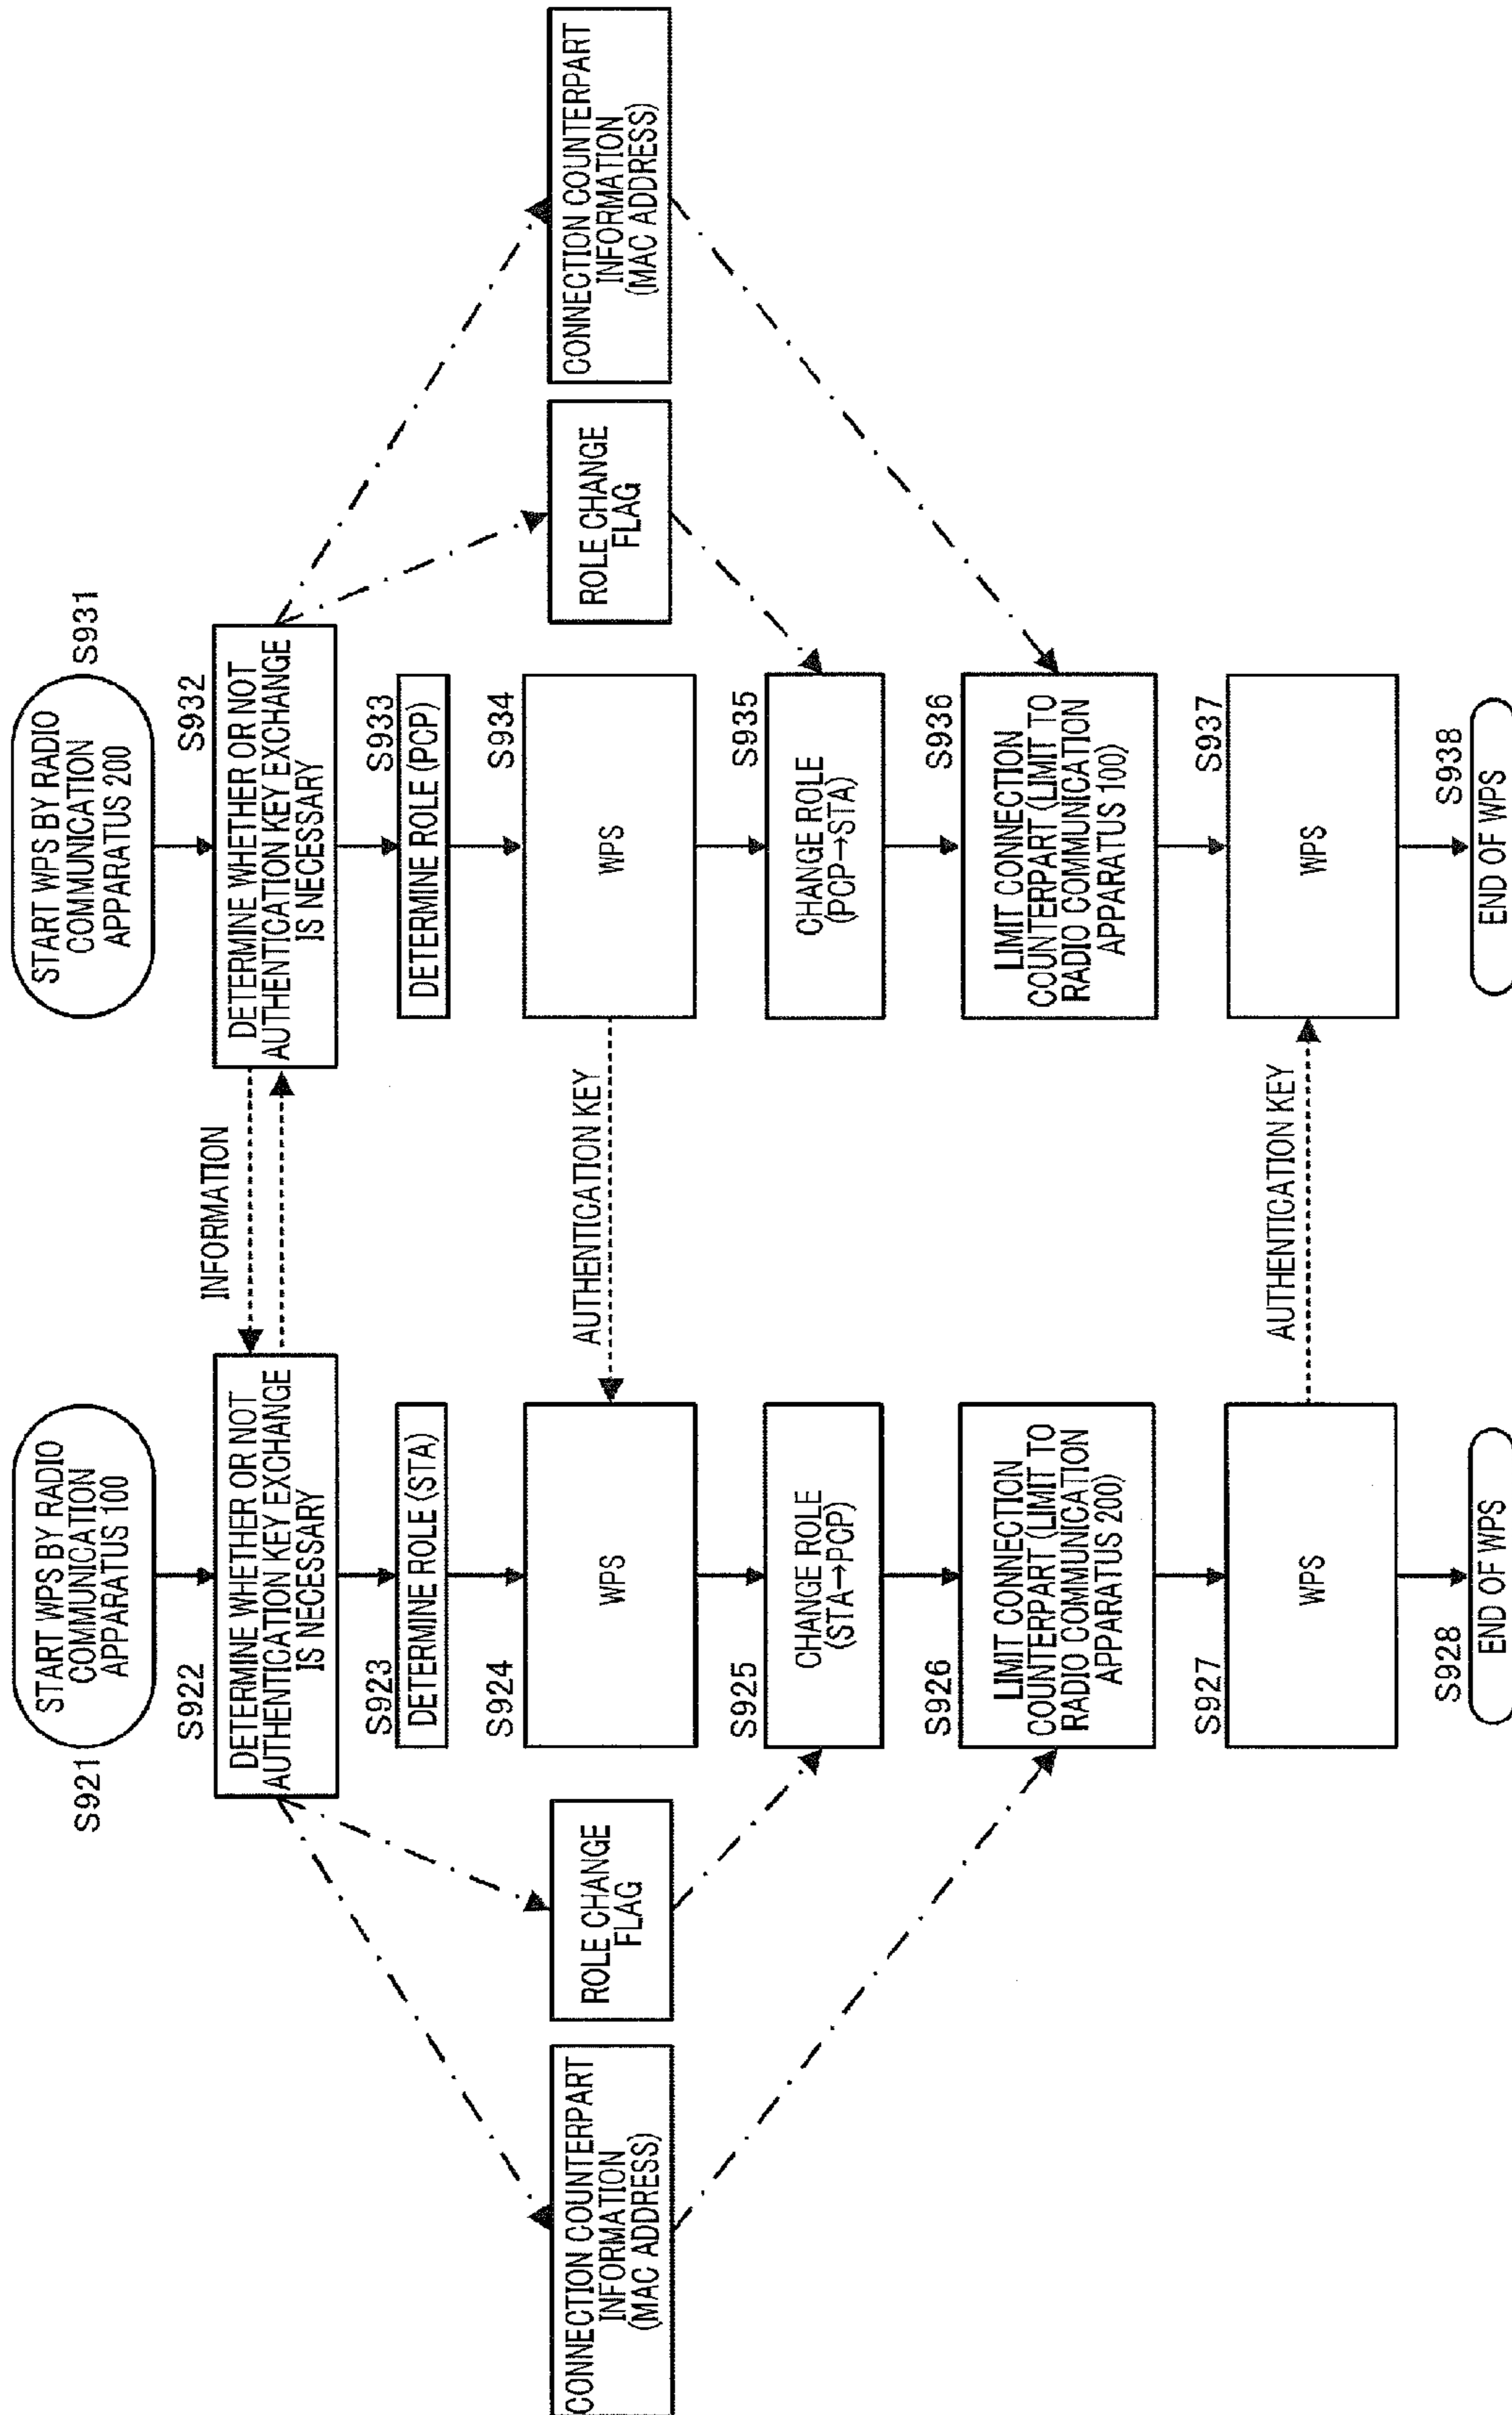 START WPS BY RADIO
COMMUNICATION
APPARATUS 100
S921
DETERMINE WHETHER OR NOT
AUTHENTICATION KEY EXCHANGE
IS NECESSARY
S922
DETERMINE ROLE (STA)
S923
WPS
S924
CHANGE ROLE
(STA→PCP)
S925
LIMIT CONNECTION
COUNTERPART (LIMIT TO
RADIO COMMUNICATION
APPARATUS 200)
S926
WPS
S927
END OF WPS
S928
CONNECTION COUNTERPART
INFORMATION
(MAC ADDRESS)
ROLE CHANGE
FLAG
INFORMATION
AUTHENTICATION KEY
AUTHENTICATION KEY
START WPS BY RADIO
COMMUNICATION
APPARATUS 200
S931
DETERMINE WHETHER OR NOT
AUTHENTICATION KEY EXCHANGE
IS NECESSARY
S932
DETERMINE ROLE (PCP)
S933
WPS
S934
CHANGE ROLE
(PCP→STA)
S935
LIMIT CONNECTION
COUNTERPART (LIMIT TO
RADIO COMMUNICATION
APPARATUS 100)
S936
WPS
S937
END OF WPS
S938
ROLE CHANGE
FLAG
CONNECTION COUNTERPART
INFORMATION
(MAC ADDRESS)